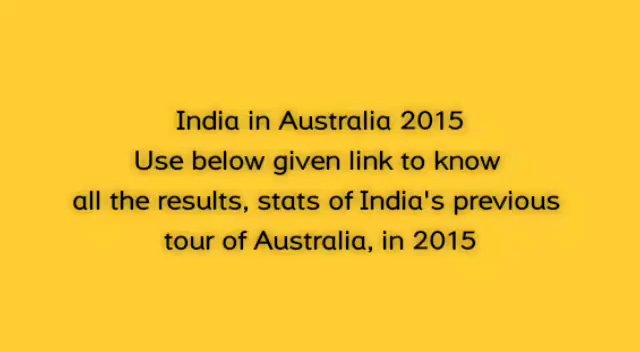 India in Australia 2015
Use below given link to know
all the results, stats of India's previous
tour of Australia, in 2015